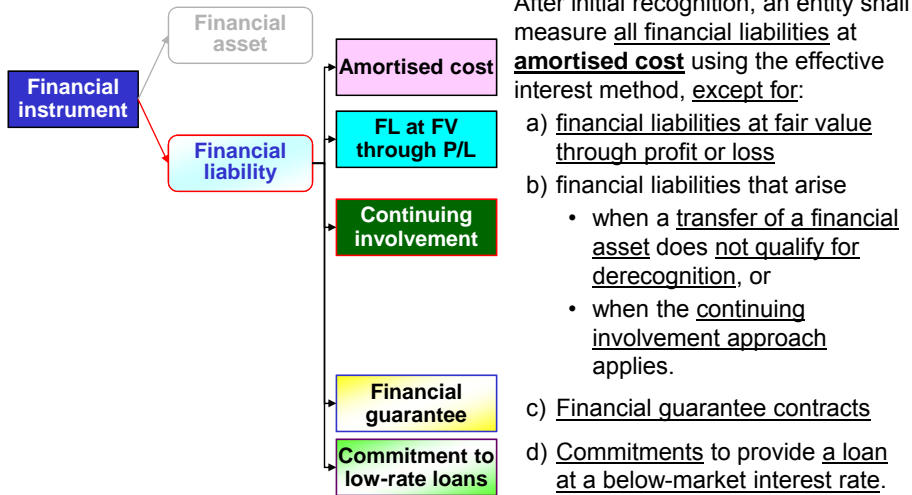 Financial
asset
Financial
instrument
Financial
liability
Amortised cost
FL at FV
through P/L
Continuing
involvement
Financial
guarantee
Commitment to
low-rate loans
After initial recognition, an entity shall
measure all financial liabilities at
amortised cost using the effective
interest method, except for:
a) financial liabilities at fair value
through profit or loss
b) financial liabilities that arise
• when a transfer of a financial
asset does not qualify for
derecognition, or
• when the continuing
involvement approach
applies.
c) Financial guarantee contracts
d) Commitments to provide a loan
at a below-market interest rate.